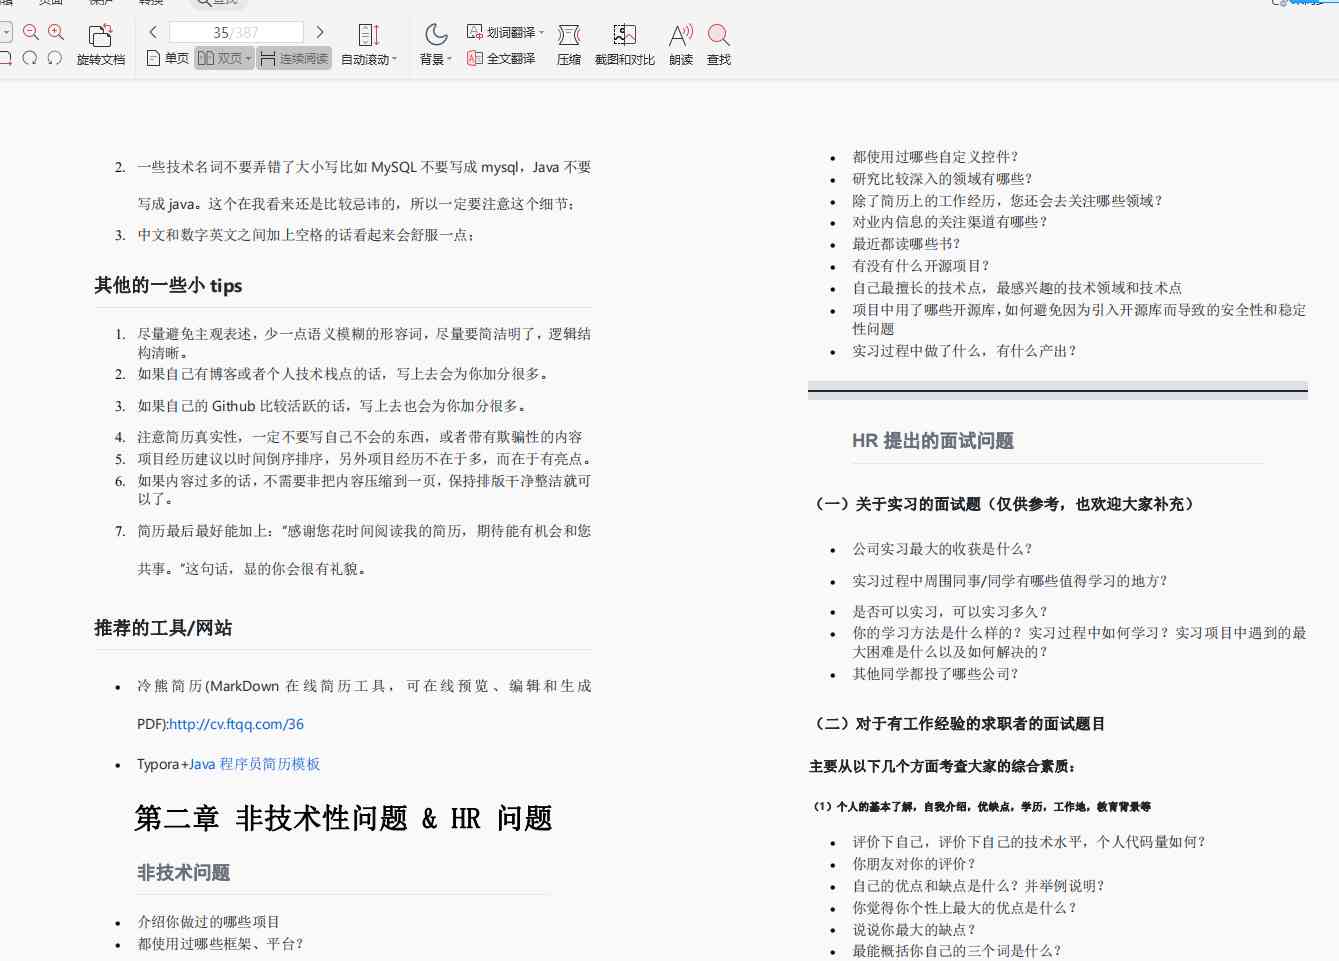 页面
转换
查找
35/387
旋转文档
单页
双页
连续阅读
自动滚动
背景
划词翻译
全文翻译
压缩
截图和对比
朗读
查找
2. 一些技术名词不要弄错了大小写比如 MySQL 不要写成 mysql，Java 不要
写成 java。这个在我看来还是比较忌讳的，所以一定要注意这个细节；
3. 中文和数字英文之间加上空格的话看起来会舒服一点；
其他的一些小 tips
1. 尽量避免主观表述，少一点语义模糊的形容词，尽量要简洁明了，逻辑结
构清晰。
2. 如果自己有博客或者个人技术栈点的话，写上去会为你加分很多。
3. 如果自己的 Github 比较活跃的话，写上去也会为你加分很多。
4. 注意简历真实性，一定不要写自己不会的东西，或者带有欺骗性的内容
5. 项目经历建议以时间倒序排序，另外项目经历不在于多，而在于有亮点。
6. 如果内容过多的话，不需要非把内容压缩到一页，保持排版干净整洁就可
以了。
7. 简历最后最好能加上：“感谢您花时间阅读我的简历，期待能有机会和您
共事。”这句话，显的你会很有礼貌。
推荐的工具/网站
• 冷熊简历(MarkDown 在线简历工具，可在线预览、编辑和生成
PDF):http://cv.ftqq.com/36
• Typora+Java 程序员简历模板
第二章 非技术性问题 & HR 问题
非技术问题
• 介绍你做过的哪些项目
• 都使用过哪些框架、平台？
• 都使用过哪些自定义控件？
• 研究比较深入的领域有哪些？
• 除了简历上的工作经历，您还会去关注哪些领域？
• 对业内信息的关注渠道有哪些？
• 最近都读哪些书？
• 有没有什么开源项目？
• 自己最擅长的技术点，最感兴趣的技术领域和技术点
• 项目中用了哪些开源库，如何避免因为引入开源库而导致的安全性和稳定
性问题
• 实习过程中做了什么，有什么产出？
HR 提出的面试问题
（一）关于实习的面试题（仅供参考，也欢迎大家补充）
• 公司实习最大的收获是什么？
• 实习过程中周围同事/同学有哪些值得学习的地方？
• 是否可以实习，可以实习多久？
• 你的学习方法是什么样的？实习过程中如何学习？实习项目中遇到的最
大困难是什么以及如何解决的？
• 其他同学都投了哪些公司？
（二）对于有工作经验的求职者的面试题目
主要从以下几个方面考查大家的综合素质：
（1）个人的基本了解，自我介绍，优缺点，学历，工作地，教育背景等
• 评价下自己，评价下自己的技术水平，个人代码量如何？
• 你朋友对你的评价？
• 自己的优点和缺点是什么？并举例说明？
• 你觉得你个性上最大的优点是什么？
• 说说你最大的缺点？
• 最能概括你自己的三个词是什么？